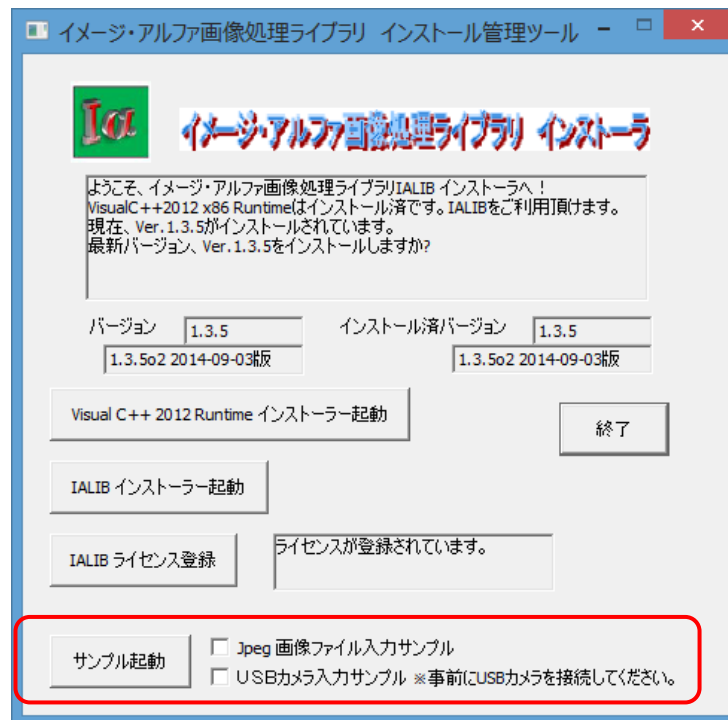 イメージ・アルファ画像処理ライブラリ インストール管理ツール
Iα
イメージ・アルファ画像処理ライブラリ インストーラ
ようこそ、イメージ・アルファ画像処理ライブラリIALIB インストーラへ！
VisualC++2012 x86 Runtimeはインストール済です。IALIBをご利用頂けます。
現在、Ver.1.3.5がインストールされています。
最新バージョン、Ver.1.3.5をインストールしますか?
バージョン 1.3.5 インストール済バージョン 1.3.5
1.3.5o2 2014-09-03版 1.3.5o2 2014-09-03版
Visual C++ 2012 Runtime インストーラー起動
終了
IALIB インストーラー起動
IALIB ライセンス登録 ライセンスが登録されています。
サンプル起動
Jpeg 画像ファイル入力サンプル
ＵＳＢカメラ入力サンプル ※事前にUSBカメラを接続してください。